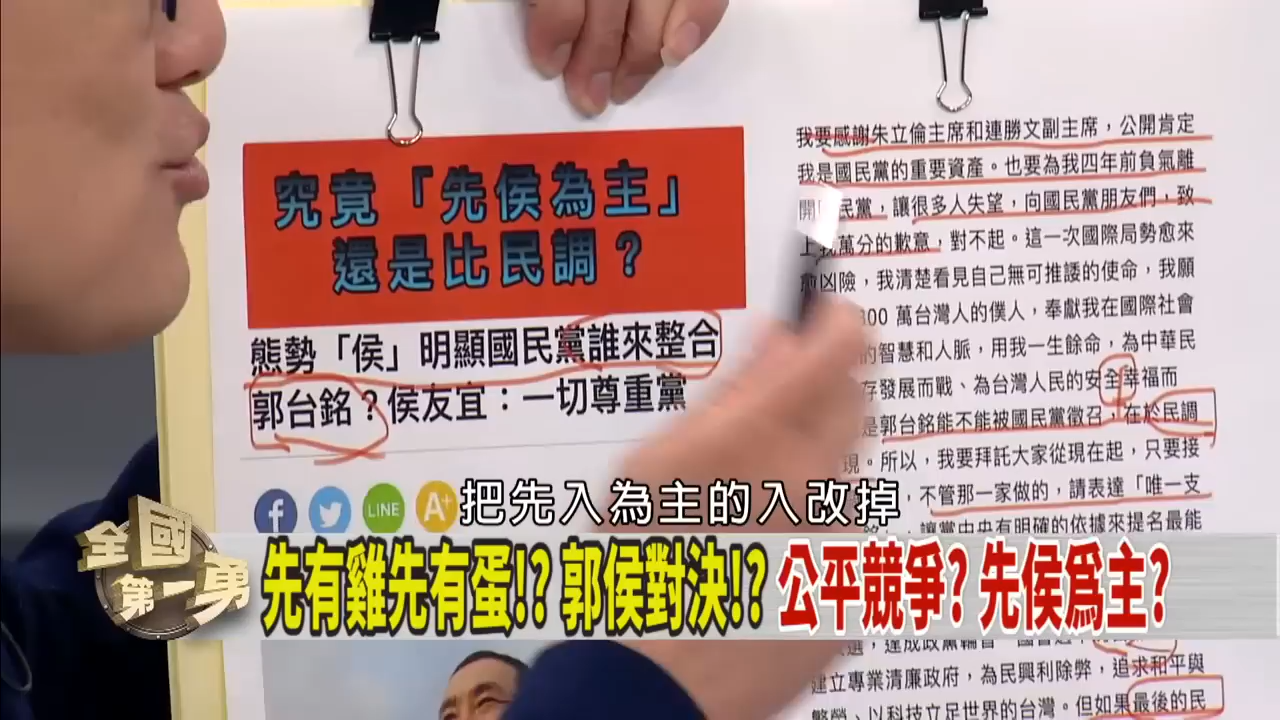 究竟「先侯為主」
還是比民調？
態勢「侯」明顯國民黨誰來整合
郭台銘？侯友宜：一切尊重黨
LINE
A+
我要感謝朱立倫主席和連勝文副主席，公開肯定
我是國民黨的重要資產。也要為我四年前負氣離
開 民黨，讓很多人失望，向國民黨朋友們，致
上我萬分的歉意，對不起。這一次國際局勢愈來
愈凶險，我清楚看見自己無可推諉的使命，我願
300 萬台灣人的僕人，奉獻我在國際社會
的智慧和人脈，用我一生餘命，為中華民
存發展而戰、為台灣人民的安全幸福而
是郭台銘能不能被國民黨徵召，在於民調
現。所以，我要拜託大家從現在起，只要接
，不管那一家做的，請表達「唯一支
，讓黨中央有明確的依據來提名最能
把先入為主的入改掉
全國第一勇
先有雞先有蛋!? 郭侯對決!? 公平競爭? 先侯為主?
建立專業清廉政府，為民興利除弊，追求和平與
繁榮、以科技立足世界的台灣。但如果最後的民